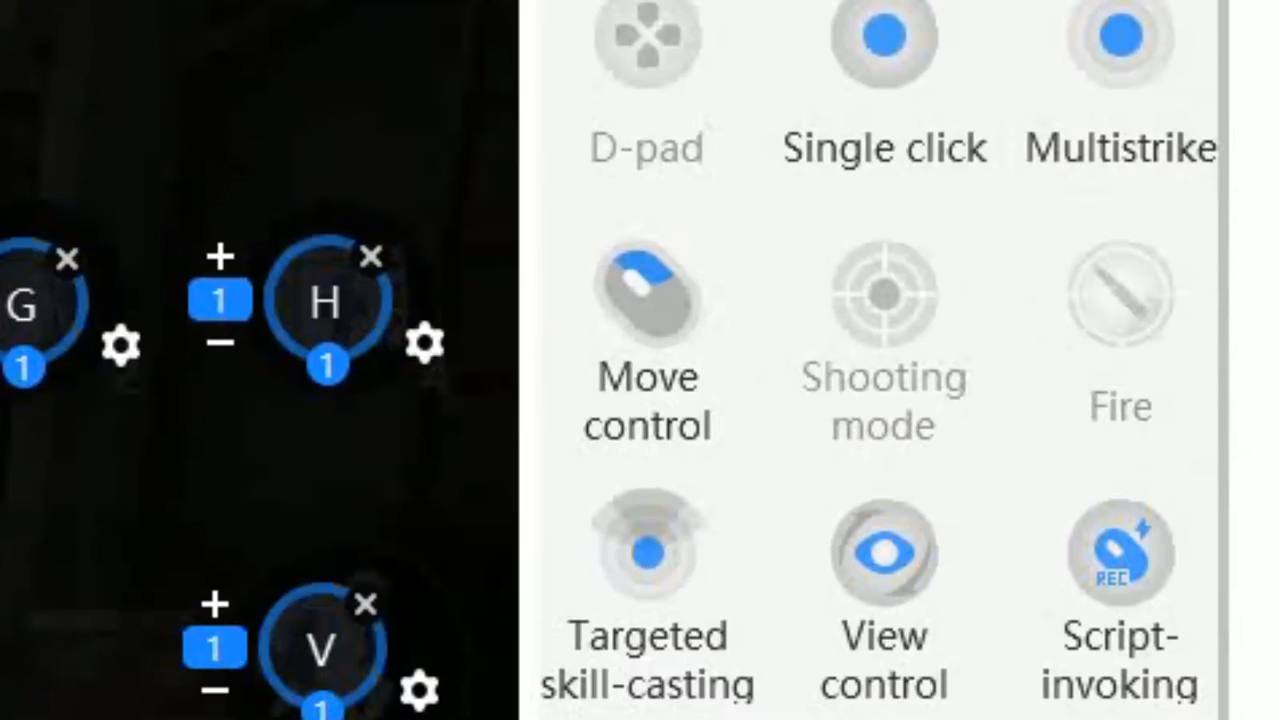 D-pad
Single click
Multistrike
+
1
−
G
1
H
1
Move
control
Shooting
mode
Fire
+
1
−
V
1
REC
Targeted
skill-casting
View
control
Script-
invoking